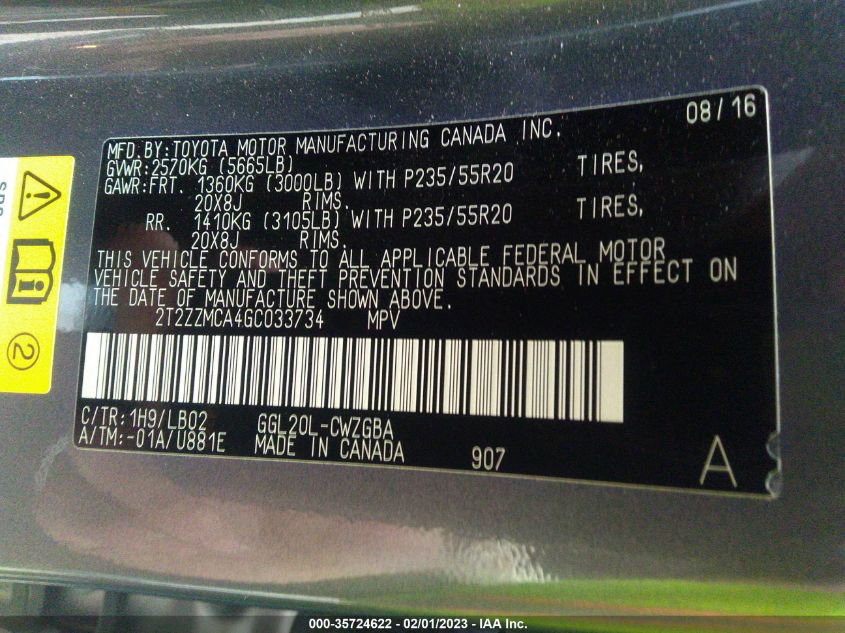 08/16
MFD.BY:TOYOTA MOTOR MANUFACTURING CANADA INC.
GVWR:2570KG (5665LB)
GAWR:FRT. 1360KG (3000LB) WITH P235/55R20 TIRES,
20X8J RIMS.
RR. 1410KG (3105LB) WITH P235/55R20 TIRES,
20X8J RIMS.
THIS VEHICLE CONFORMS TO ALL APPLICABLE FEDERAL MOTOR
VEHICLE SAFETY AND THEFT PREVENTION STANDARDS IN EFFECT ON
THE DATE OF MANUFACTURE SHOWN ABOVE.
2T2ZZMCA4GC033734 MPV
C/TR:1H9/LB02 GGL20L-CWZGBA
A/TM:-01A/U881E MADE IN CANADA 907 A
2
000-35724622 - 02/01/2023 - IAA Inc.